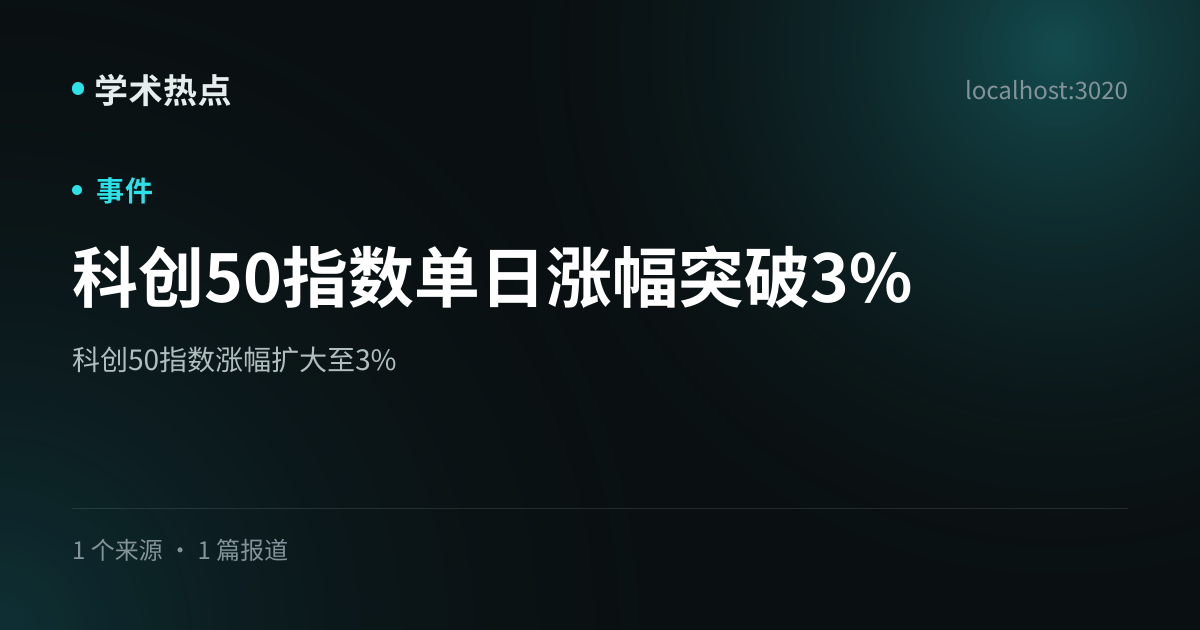 学术热点
localhost:3020
事件
科创50指数单日涨幅突破3%
科创50指数涨幅扩大至3%
1 个来源 · 1 篇报道